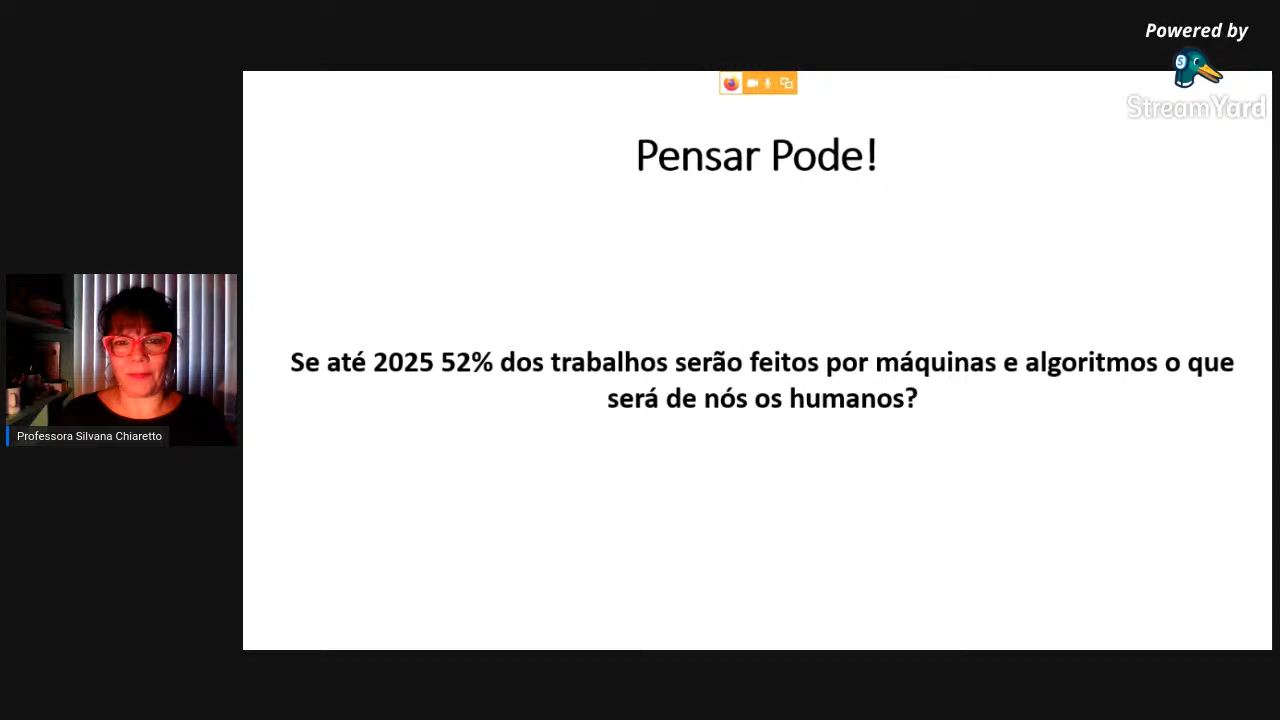 Powered by
StreamYard
Pensar Pode!
Se até 2025 52% dos trabalhos serão feitos por máquinas e algoritmos o que
será de nós os humanos?
Professora Silvana Chiaretto